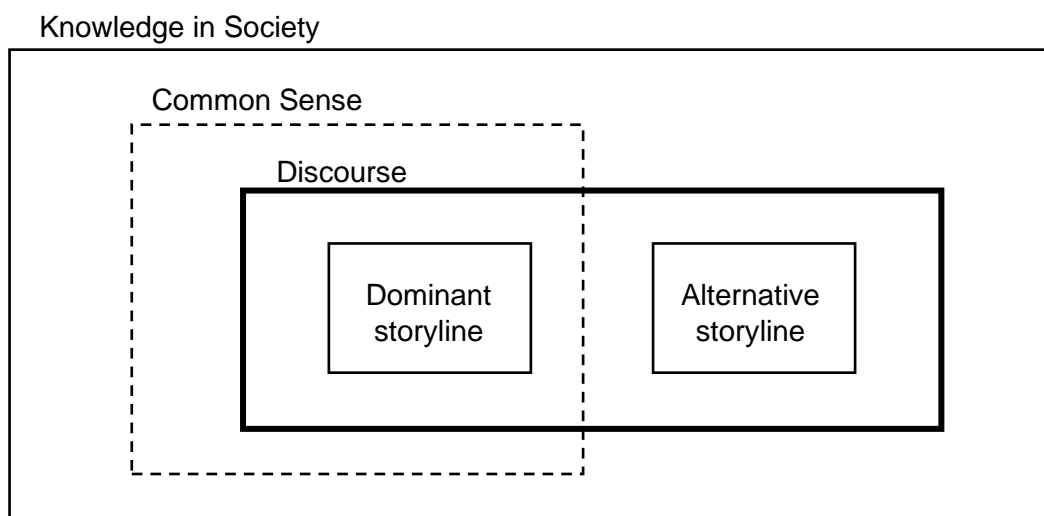 Knowledge in Society
Common Sense
Discourse
Dominant
storyline
Alternative
storyline